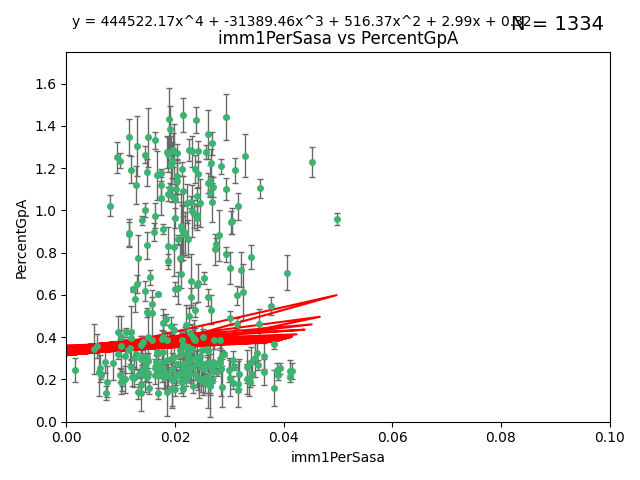 y = 444522.17x^4 + -31389.46x^3 + 516.37x^2 + 2.99x + 0.32
N = 1334
imm1PerSasa vs PercentGpA
PercentGpA
1.6
1.4
1.2
1.0
0.8
0.6
0.4
0.2
0.0
0.00 0.02 0.04 0.06 0.08 0.10
imm1PerSasa